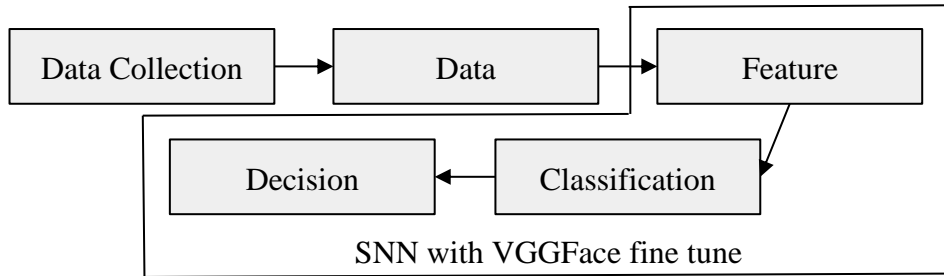 Data Collection
Data
Feature
Decision
Classification
SNN with VGGFace fine tune